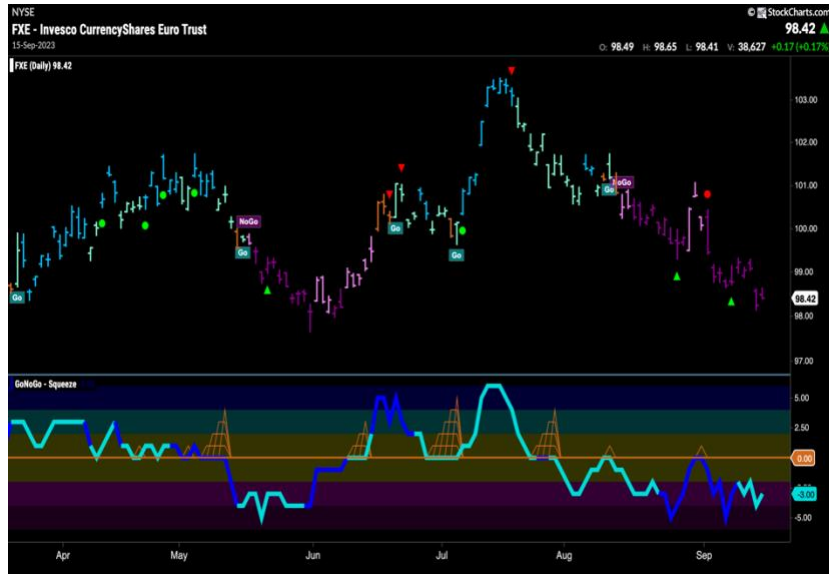 NYSE
© StockCharts.com
FXE - Invesco CurrencyShares Euro Trust
98.42
15-Sep-2023
O: 98.49 H: 98.65 L: 98.41 V: 38,627 +0.17 (+0.17%)
FXE (Daily) 98.42
103.00
102.00
101.00
100.00
99.00
98.42
98.00
97.00
NoGo
Go
Go
Go
Go
NoGo
Go
GoNoGo - Squeeze
5.00
2.50
0.00
-3.00
-5.00
Apr May Jun Jul Aug Sep